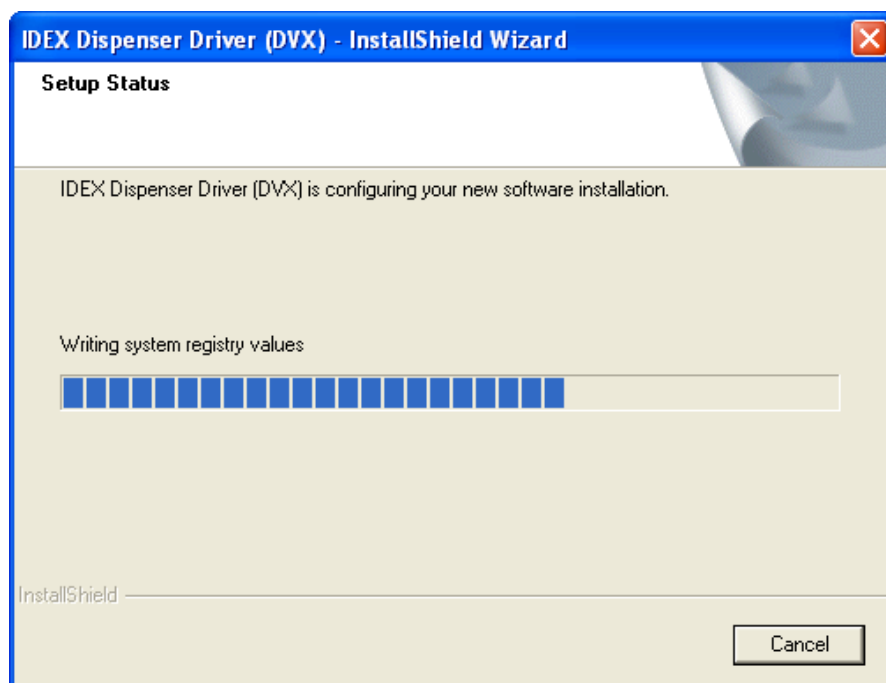 IDEX Dispenser Driver (DVX) - InstallShield Wizard
Setup Status
IDEX Dispenser Driver (DVX) is configuring your new software installation.
Writing system registry values
InstallShield
Cancel